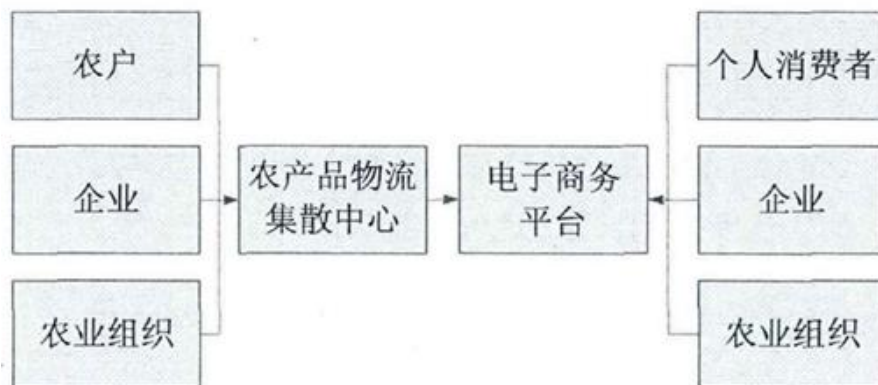 农户
企业
农业组织
农产品物流
集散中心
电子商务
平台
个人消费者
企业
农业组织